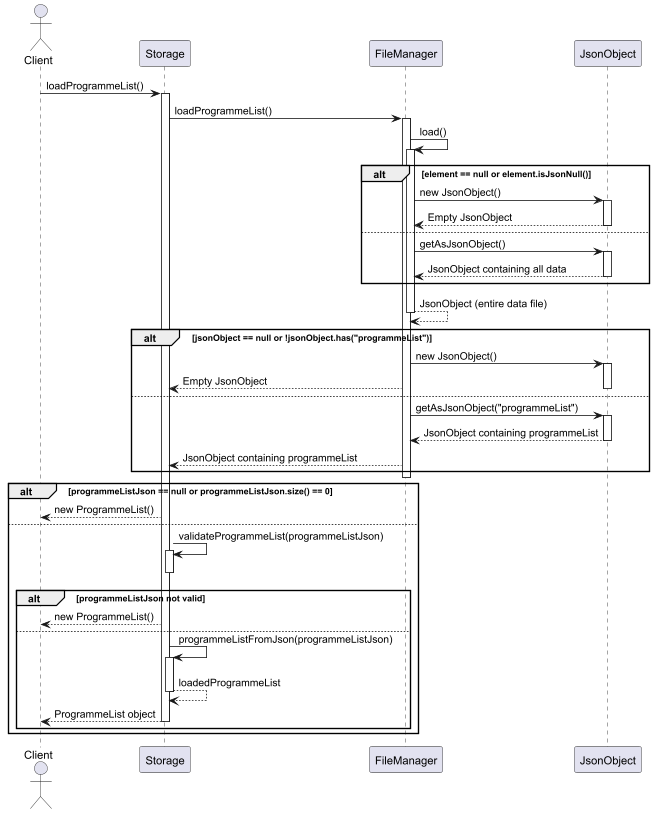 Client
Storage
FileManager
JsonObject
loadProgrammeList()
loadProgrammeList()
load()
alt
[element == null or element.isJsonNull()]
new JsonObject()
Empty JsonObject
getAsJsonObject()
JsonObject containing all data
JsonObject (entire data file)
alt
[jsonObject == null or !jsonObject.has("programmeList")]
new JsonObject()
Empty JsonObject
getAsJsonObject("programmeList")
JsonObject containing programmeList
JsonObject containing programmeList
alt
[programmeListJson == null or programmeListJson.size() == 0]
new ProgrammeList()
validateProgrammeList(programmeListJson)
alt
[programmeListJson not valid]
new ProgrammeList()
programmeListFromJson(programmeListJson)
loadedProgrammeList
ProgrammeList object
Client
Storage
FileManager
JsonObject